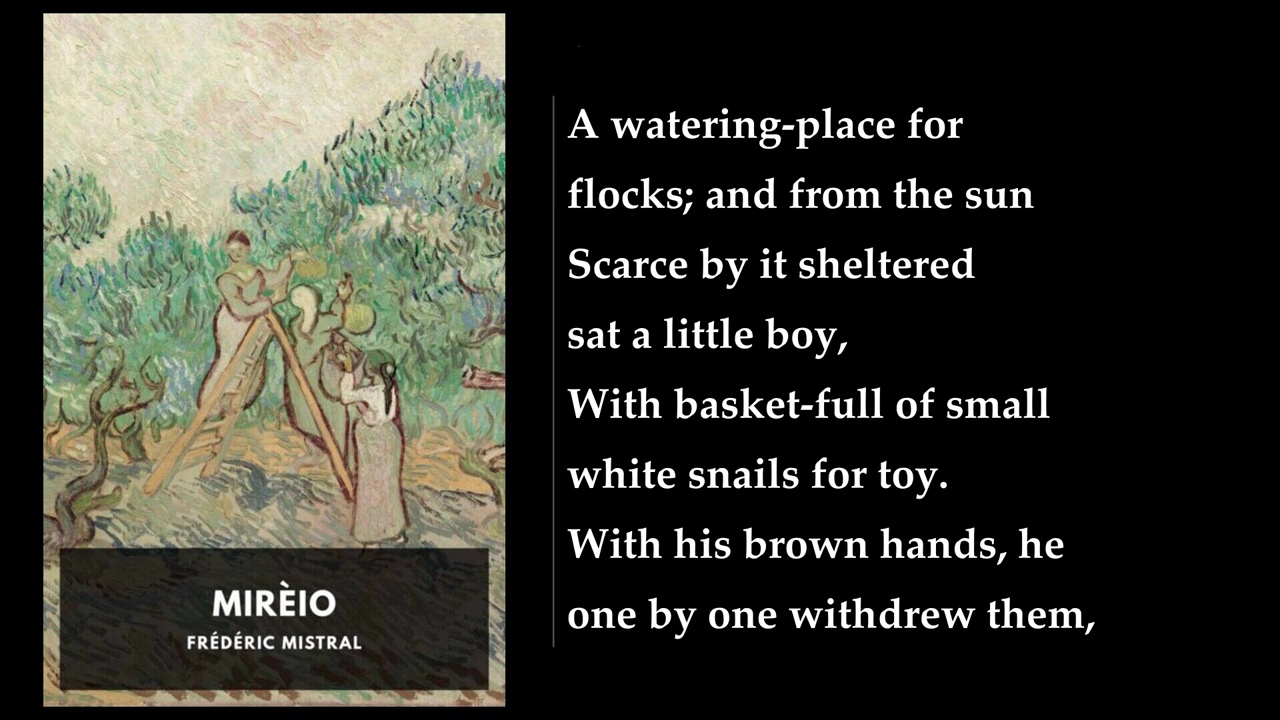 MIRÈIO
FRÉDÉRIC MISTRAL
A watering-place for
flocks; and from the sun
Scarce by it sheltered
sat a little boy,
With basket-full of small
white snails for toy.
With his brown hands, he
one by one withdrew them,